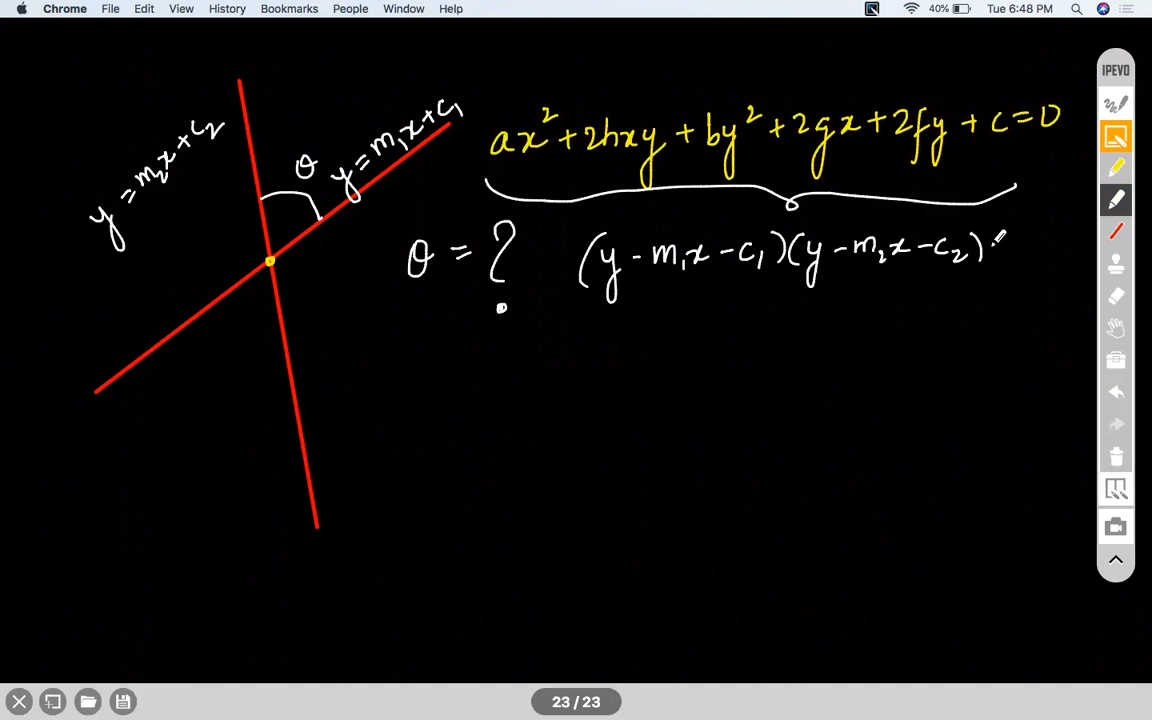 Chrome File Edit View History Bookmarks People Window Help 40% Tue 6:48 PM
IPEVO
ax² + 2hxy + by² + 2gx + 2fy + c = 0
y = m₂x + c₂
θ
y = m₁x + c₁
θ = ?
(y - m₁x - c₁)(y - m₂x - c₂)
23 / 23